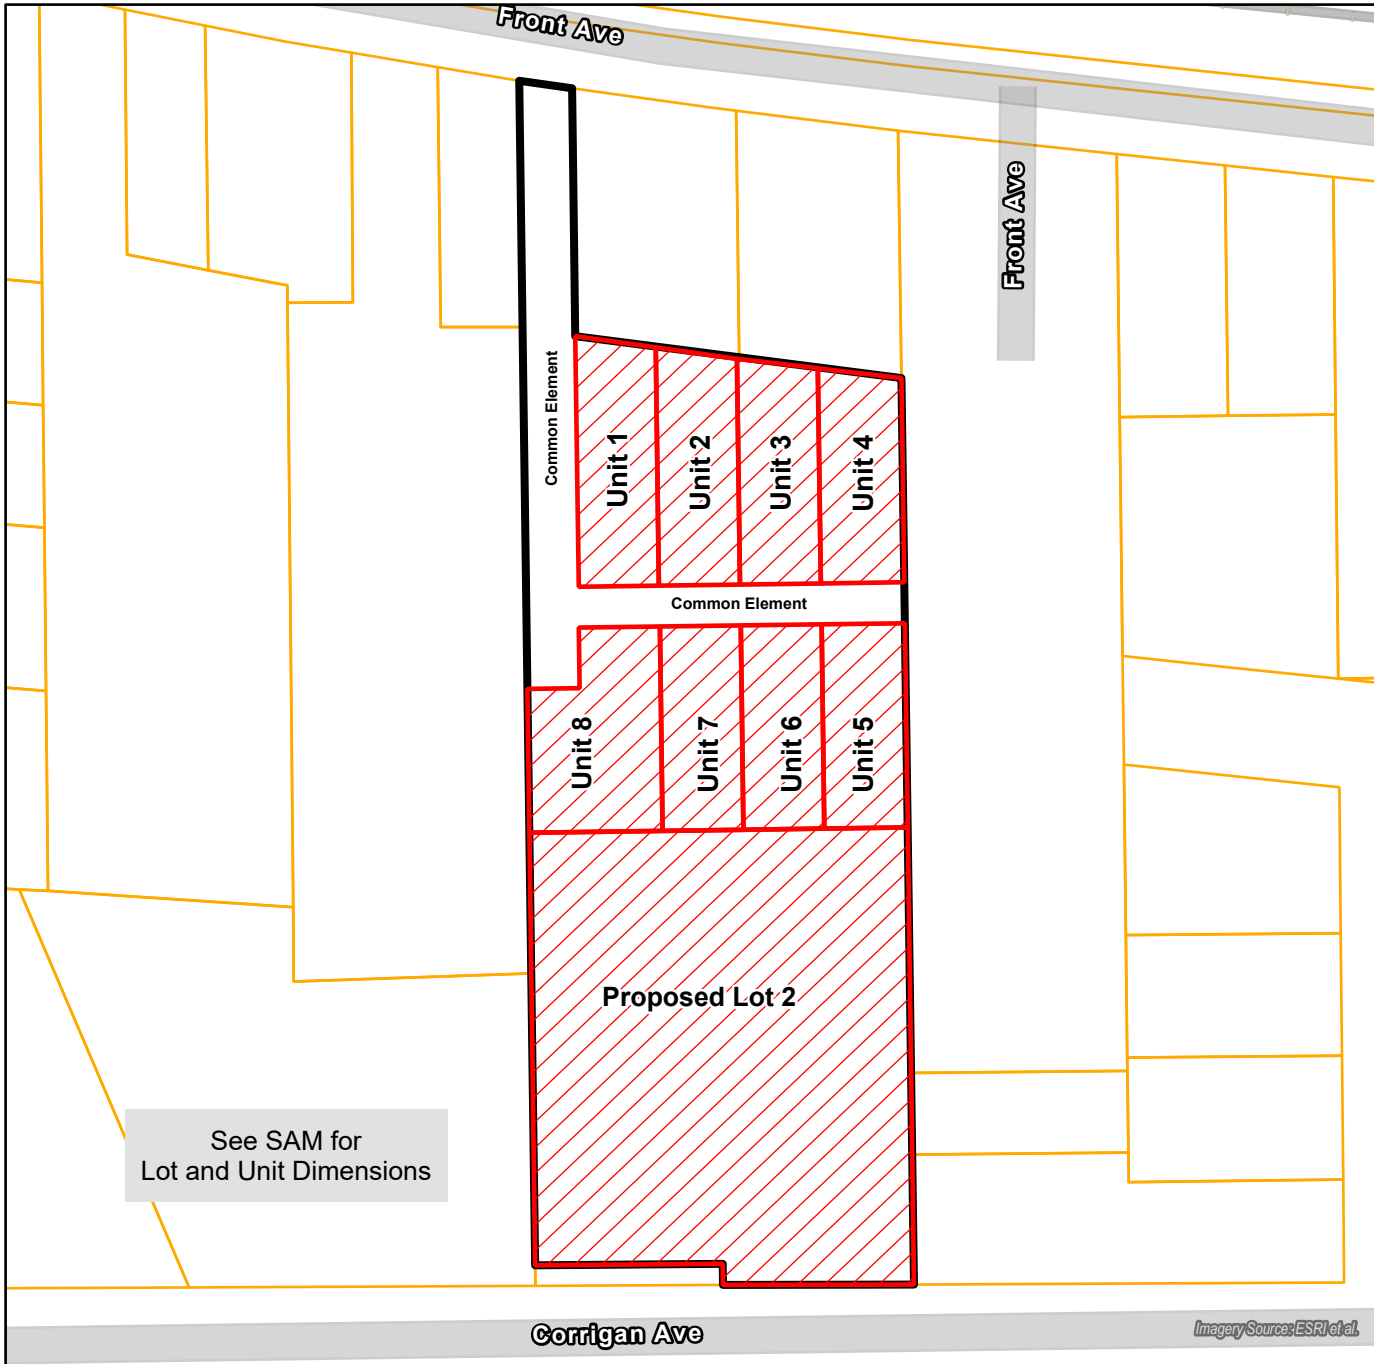 Front Ave
Front Ave
Common Element
Unit 1
Unit 2
Unit 3
Unit 4
Common Element
Unit 8
Unit 7
Unit 6
Unit 5
Proposed Lot 2
See SAM for
Lot and Unit Dimensions
Corrigan Ave
Imagery Source: ESRI et al.